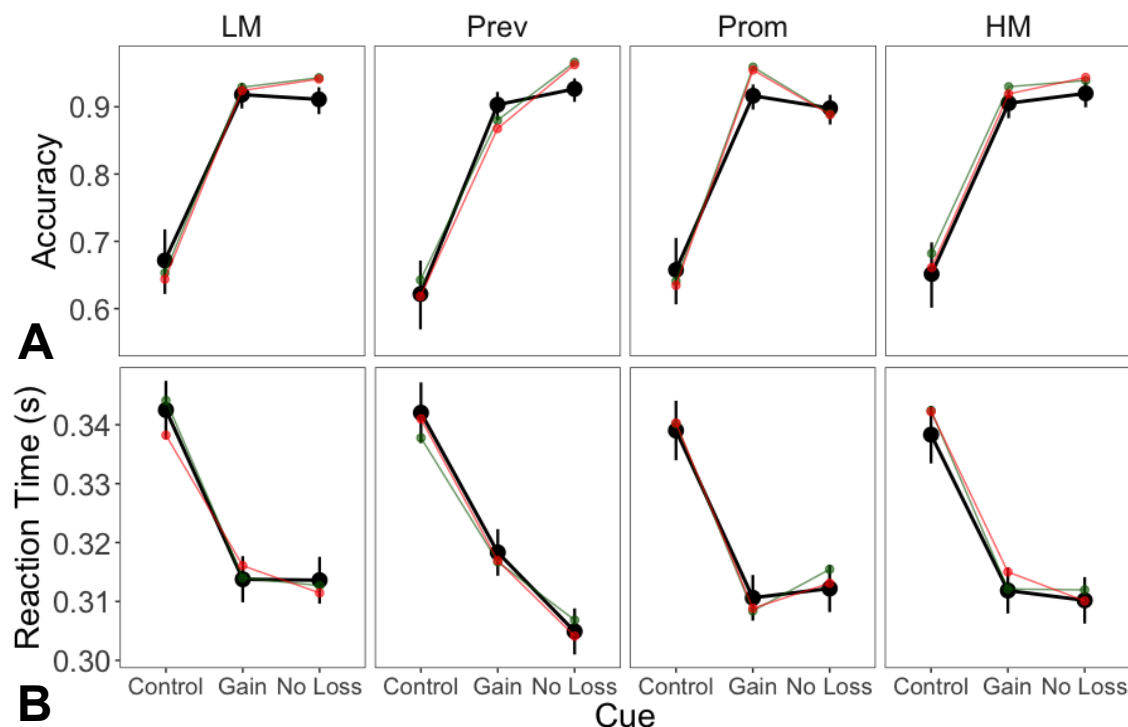 LM Prev Prom HM
Accuracy
0.9
0.8
0.7
0.6
A
Reaction Time (s)
0.34
0.33
0.32
0.31
0.30
B
Control Gain No Loss Control Gain No Loss Control Gain No Loss Control Gain No Loss
Cue